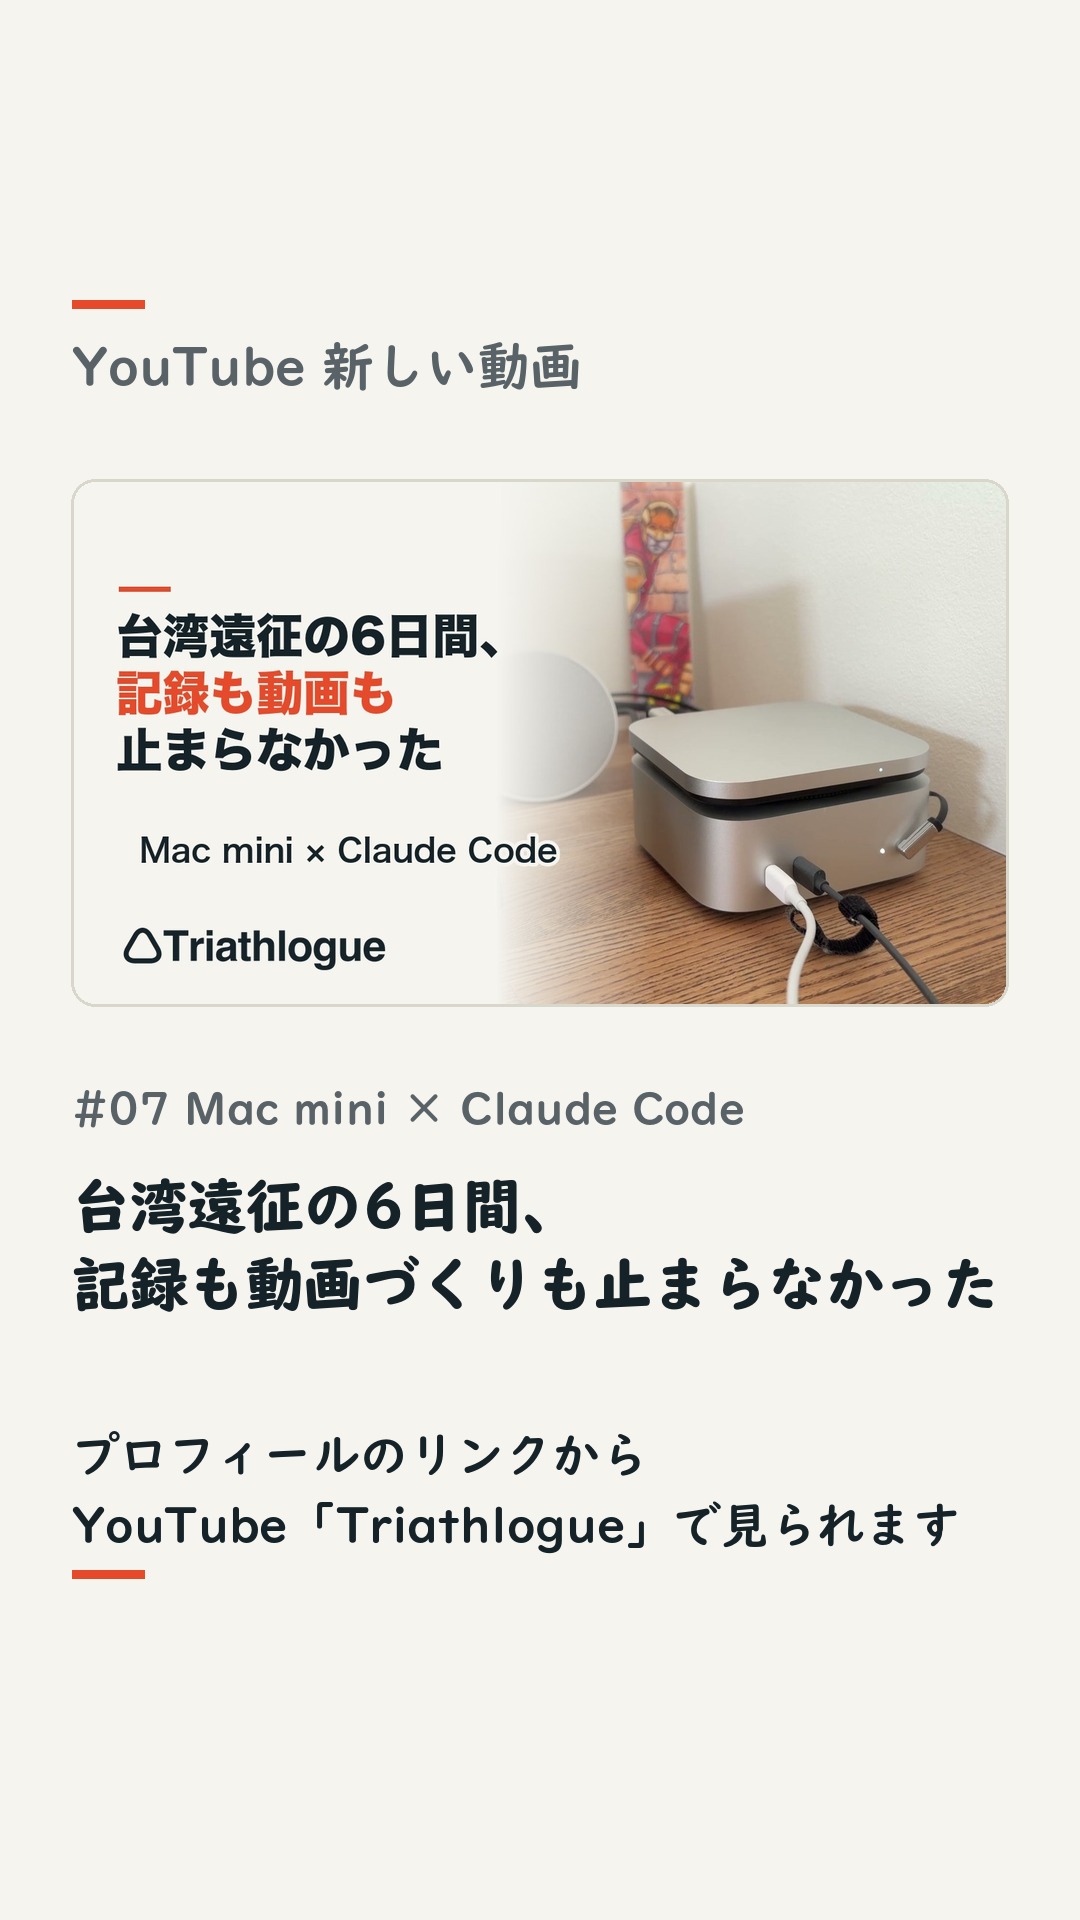 YouTube 新しい動画
台湾遠征の6日間、
記録も動画も
止まらなかった
Mac mini × Claude Code
Triathlogue
#07 Mac mini × Claude Code
台湾遠征の6日間、
記録も動画づくりも止まらなかった
プロフィールのリンクから
YouTube「Triathlogue」で見られます